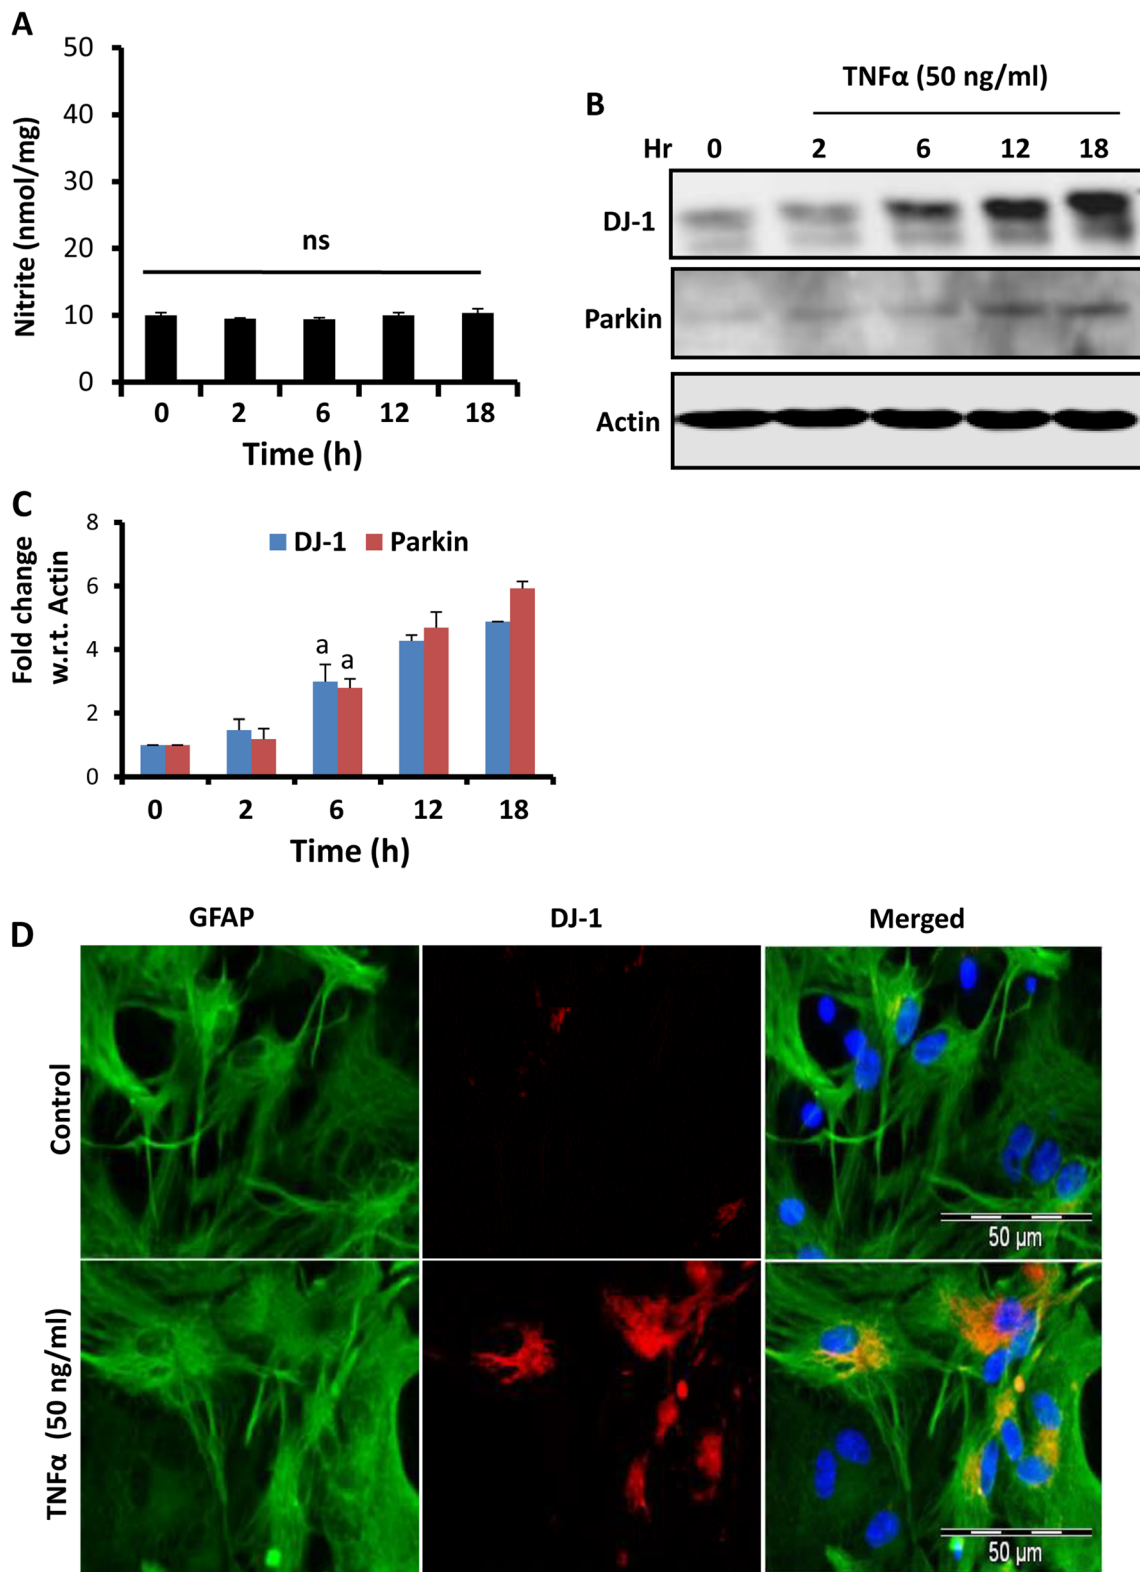 A
50
40
30
20
10
0
Nitrite (nmol/mg)
ns
0 2 6 12 18
Time (h)
B
TNFα (50 ng/ml)
Hr 0 2 6 12 18
DJ-1
Parkin
Actin
C
8
6
4
2
0
Fold change
w.r.t. Actin
DJ-1 Parkin
a a
0 2 6 12 18
Time (h)
D
GFAP DJ-1 Merged
Control
50 µm
TNFα (50 ng/ml)
50 µm